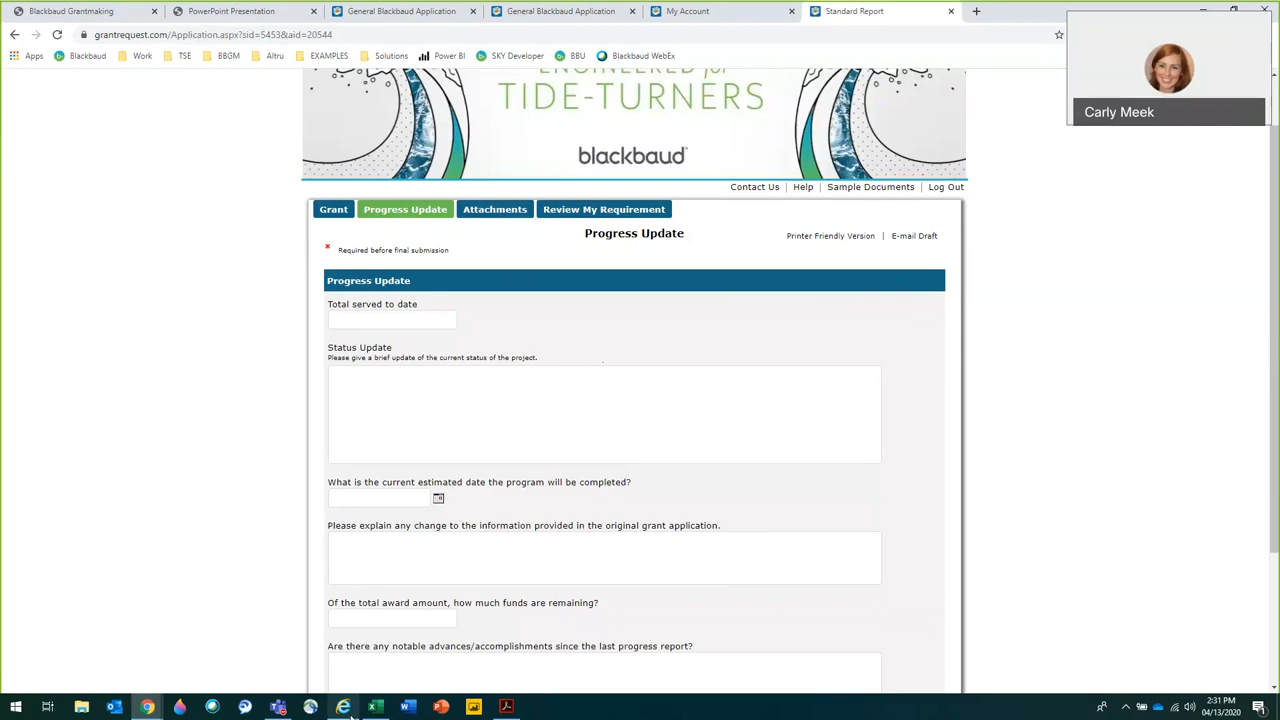 Blackbaud Grantmaking
PowerPoint Presentation
General Blackbaud Application
General Blackbaud Application
My Account
Standard Report
grantrequest.com/Application.aspx?sid=5453&aid=20544
Apps
Blackbaud
Work
TSE
BBGM
Altru
EXAMPLES
Solutions
Power BI
SKY Developer
BBU
Blackbaud WebEx
Carly Meek
ENGINEERED for
TIDE-TURNERS
blackbaud
Contact Us | Help | Sample Documents | Log Out
Grant
Progress Update
Attachments
Review My Requirement
Progress Update
Printer Friendly Version | E-mail Draft
Required before final submission
Progress Update
Total served to date
Status Update
Please give a brief update of the current status of the project.
What is the current estimated date the program will be completed?
Please explain any change to the information provided in the original grant application.
Of the total award amount, how much funds are remaining?
Are there any notable advances/accomplishments since the last progress report?
2:31 PM
04/13/2020